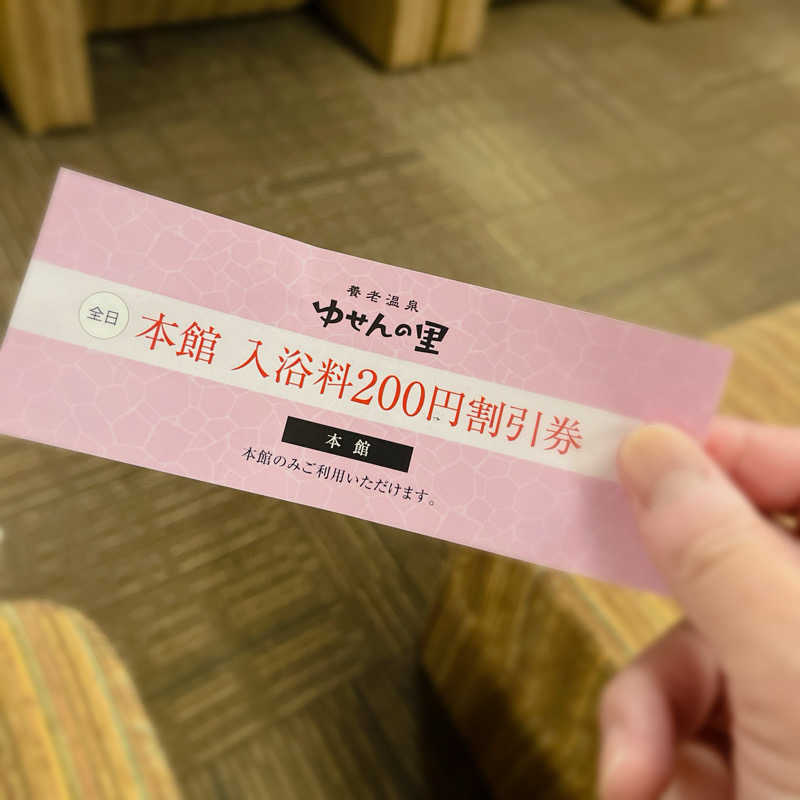 養老温泉
ゆせんの里
全日 本館 入浴料200円割引券
本館
本館のみご利用いただけます。